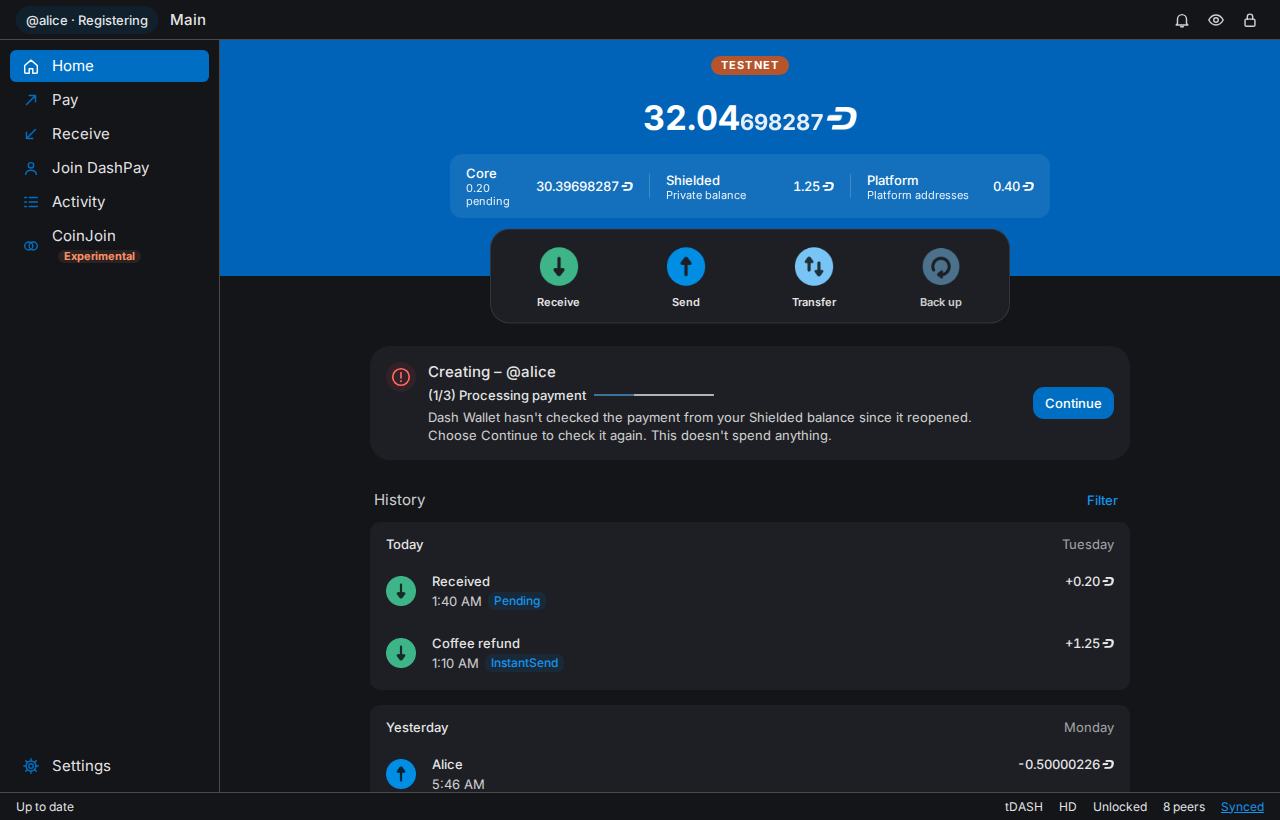 @alice · Registering
Main
Home
Pay
Receive
Join DashPay
Activity
CoinJoin
Experimental
Settings
TESTNET
32.04698287
Core
0.20 pending
30.39698287
Shielded
Private balance
1.25
Platform
Platform addresses
0.40
Receive
Send
Transfer
Back up
Creating – @alice
(1/3) Processing payment
Dash Wallet hasn't checked the payment from your Shielded balance since it reopened.
Choose Continue to check it again. This doesn't spend anything.
Continue
History
Filter
Today
Tuesday
Received
+0.20
1:40 AM
Pending
Coffee refund
+1.25
1:10 AM
InstantSend
Yesterday
Monday
Alice
-0.50000226
5:46 AM
Up to date
tDASH
HD
Unlocked
8 peers
Synced